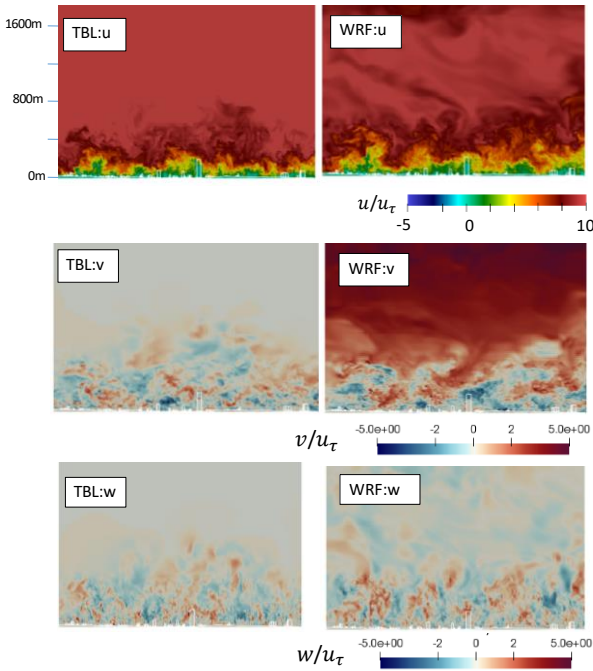 1600m
TBL:u
WRF:u
800m
0m
u/u_τ
-5 0 10
TBL:v
WRF:v
v/u_τ
-5.0e+00 -2 0 2 5.0e+00
TBL:w
WRF:w
w/u_τ
-5.0e+00 -2 0 2 5.0e+00